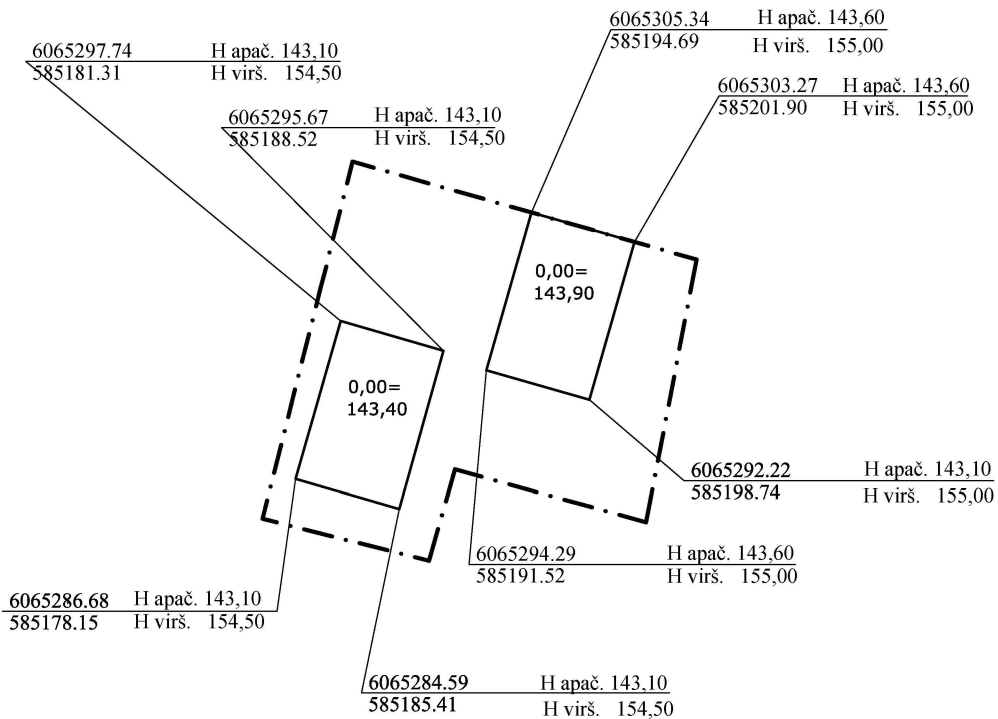 6065305.34 H apač. 143,60
585194.69 H virš. 155,00
6065297.74 H apač. 143,10
585181.31 H virš. 154,50
6065303.27 H apač. 143,60
585201.90 H virš. 155,00
6065295.67 H apač. 143,10
585188.52 H virš. 154,50
0,00=
143,90
0,00=
143,40
6065292.22 H apač. 143,10
585198.74 H virš. 155,00
6065294.29 H apač. 143,60
585191.52 H virš. 155,00
6065286.68 H apač. 143,10
585178.15 H virš. 154,50
6065284.59 H apač. 143,10
585185.41 H virš. 154,50